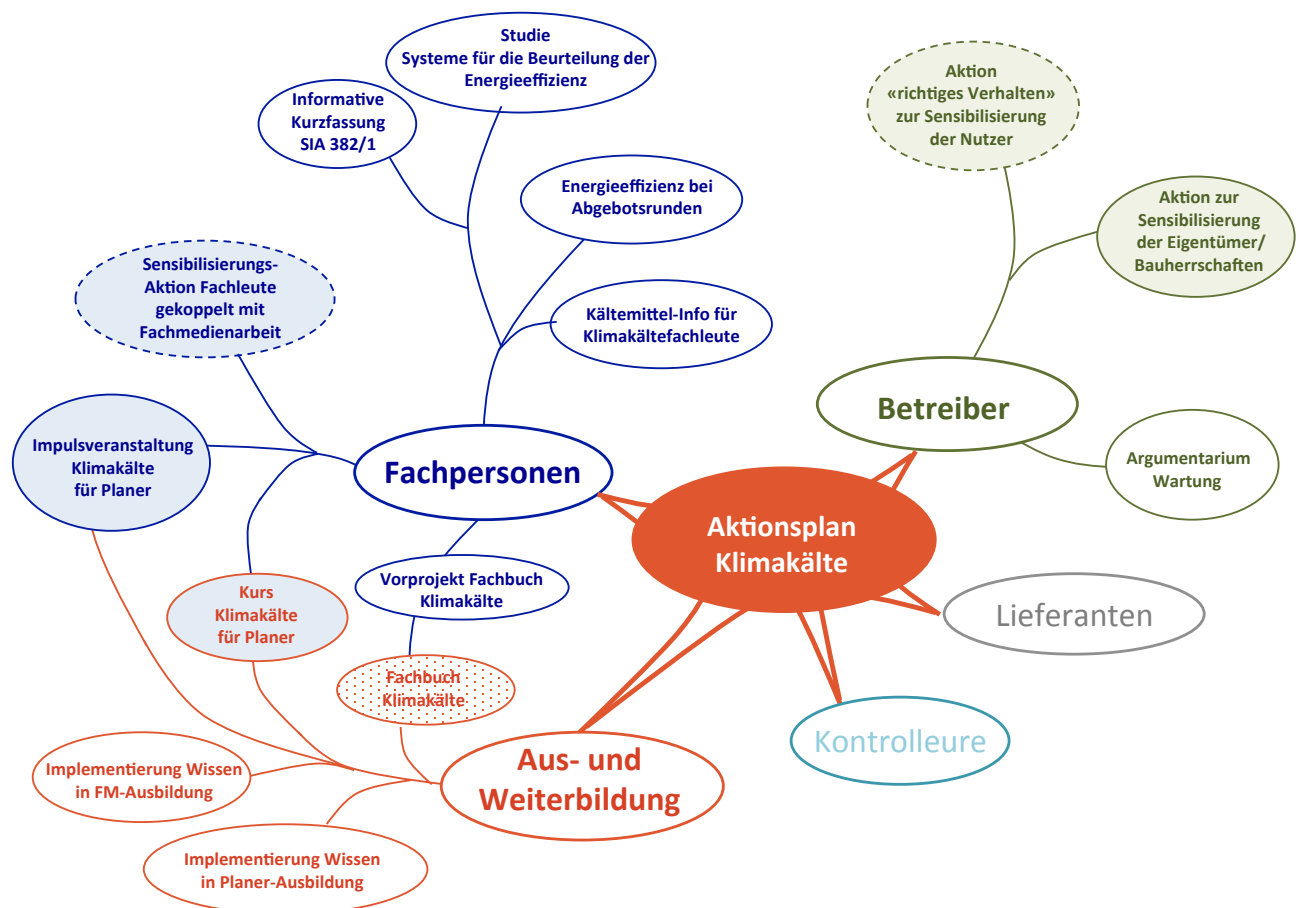 Studie
Systeme für die Beurteilung der
Energieeffizienz
Informative
Kurzfassung
SIA 382/1
Energieeffizienz bei
Abgebotsrunden
Sensibilisierungs-
Aktion Fachleute
gekoppelt mit
Fachmedienarbeit
Kältemittel-Info für
Klimakältefachleute
Impulsveranstaltung
Klimakälte
für Planer
Fachpersonen
Kurs
Klimakälte
für Planer
Vorprojekt Fachbuch
Klimakälte
Fachbuch
Klimakälte
Implementierung Wissen
in FM-Ausbildung
Implementierung Wissen
in Planer-Ausbildung
Aus- und
Weiterbildung
Aktion
«richtiges Verhalten»
zur Sensibilisierung
der Nutzer
Aktion zur
Sensibilisierung
der Eigentümer/
Bauherrschaften
Betreiber
Argumentarium
Wartung
Aktionsplan
Klimakälte
Lieferanten
Kontrolleure